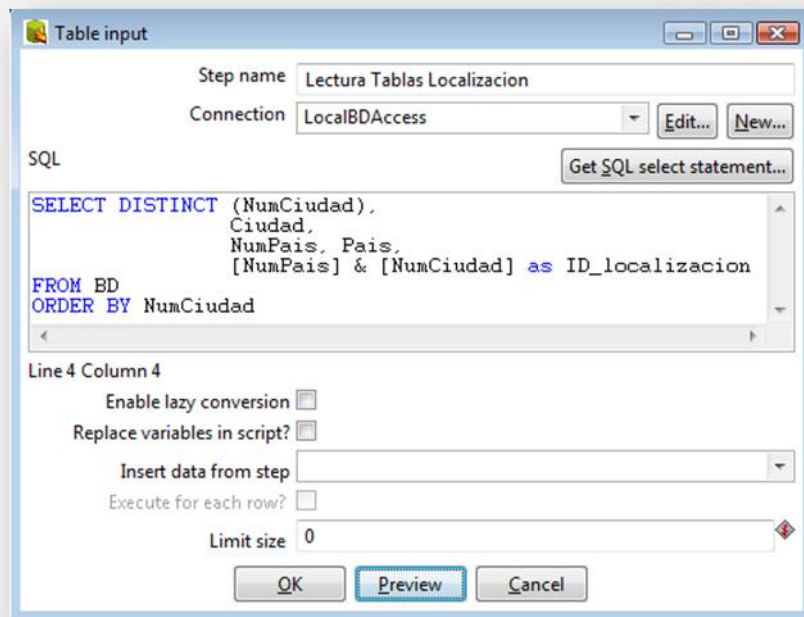 Table input
Step name Lectura Tablas Localizacion
Connection LocalBDAccess Edit... New...
SQL Get SQL select statement...
SELECT DISTINCT (NumCiudad),
Ciudad,
NumPais, Pais,
[NumPais] & [NumCiudad] as ID_localizacion
FROM BD
ORDER BY NumCiudad
Line 4 Column 4
Enable lazy conversion
Replace variables in script?
Insert data from step
Execute for each row?
Limit size 0
OK Preview Cancel